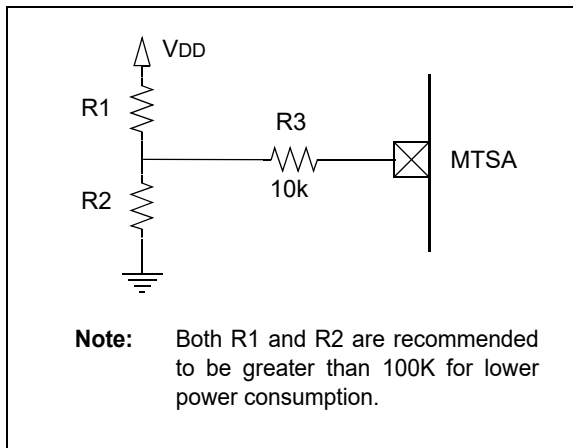 VDD
R1
R3
MTSA
10k
R2
Note: Both R1 and R2 are recommended
to be greater than 100K for lower
power consumption.